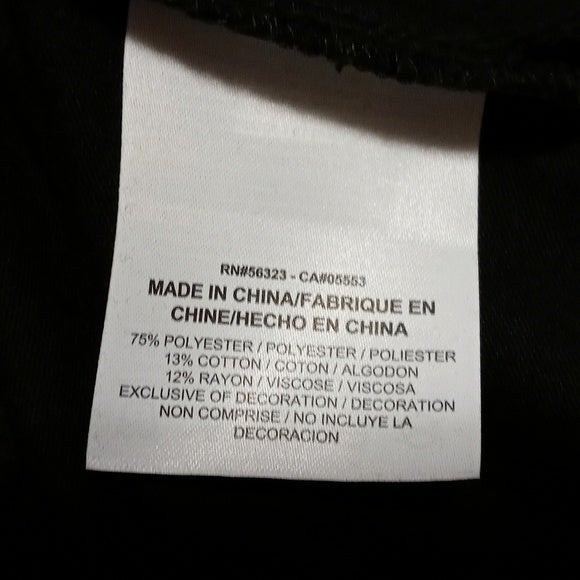 RN#56323 - CA#05553
MADE IN CHINA/FABRIQUE EN
CHINE/HECHO EN CHINA
75% POLYESTER / POLYESTER / POLIESTER
13% COTTON / COTON / ALGODON
12% RAYON / VISCOSE / VISCOSA
EXCLUSIVE OF DECORATION / DECORATION
NON COMPRISE / NO INCLUYE LA
DECORACION